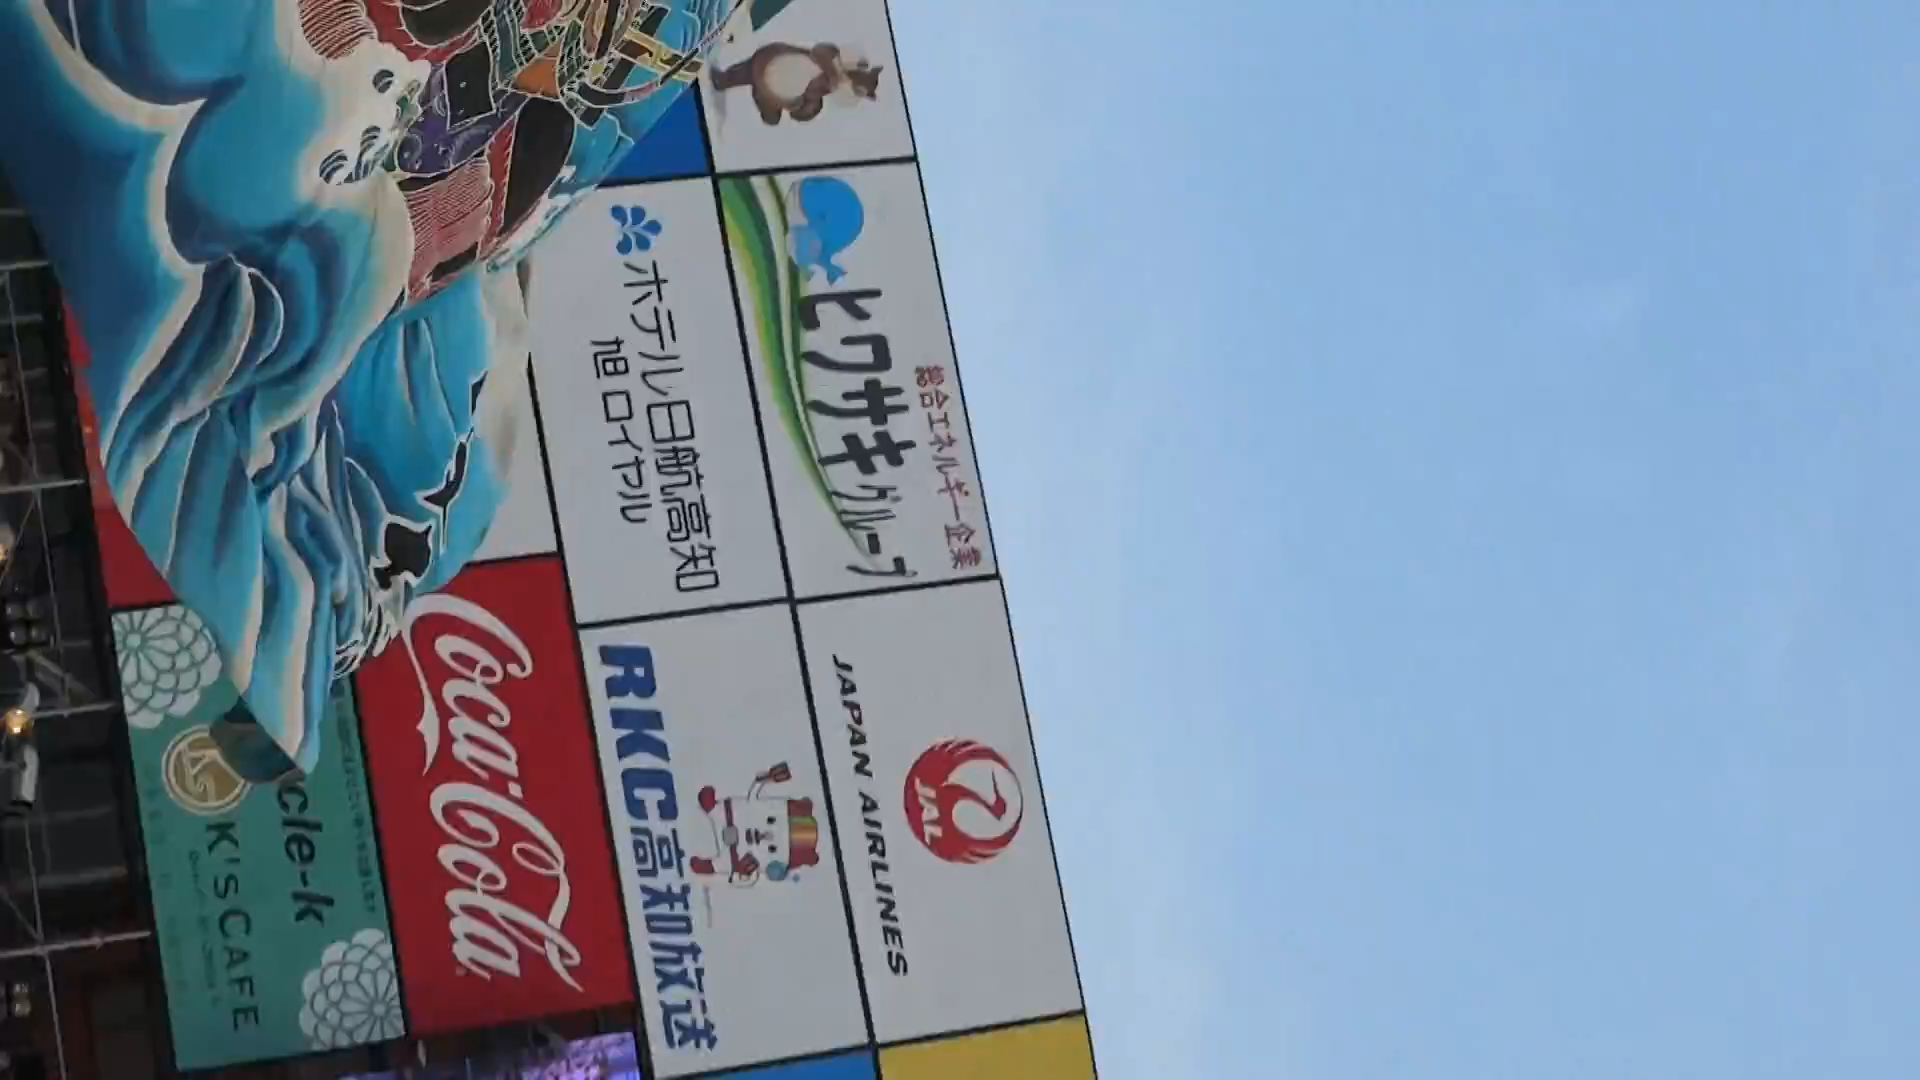 総合エネルギー企業
ヒワサキグループ
ホテル日航高知
旭ロイヤル
JAPAN AIRLINES
JAL
RKC高知放送
Coca-Cola
cle-k
K'S CAFE